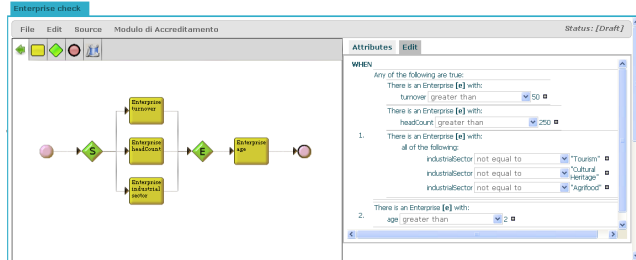 Enterprise check
File Edit Source Modulo di Accreditamento
Status: [Draft]
Attributes Edit
Enterprise
turnover
S
Enterprise
headCount
E
Enterprise
age
Enterprise
industrial
sector
WHEN
Any of the following are true:
There is an Enterprise [e] with:
turnover greater than 50
There is an Enterprise [e] with:
headCount greater than 250
1. There is an Enterprise [e] with:
all of the following:
industrialSector not equal to "Tourism"
industrialSector not equal to "Cultural
Heritage"
industrialSector not equal to "Agrifood"
2. There is an Enterprise [e] with:
age greater than 2